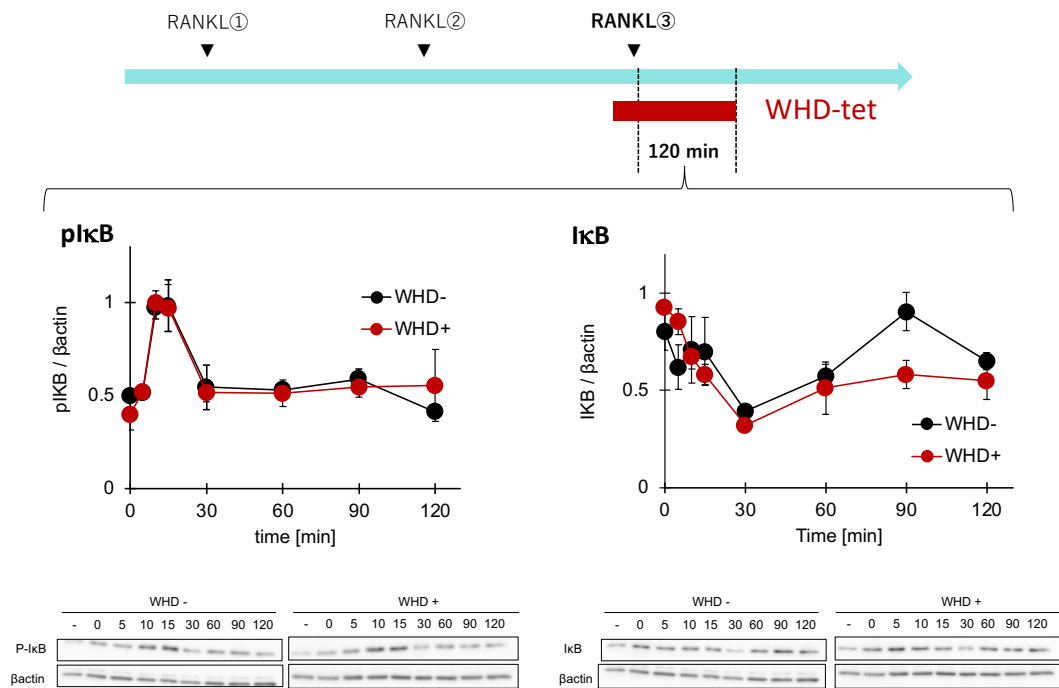 RANKL① RANKL② RANKL③
WHD-tet
120 min
pIκB
pIKB / βactin
1
0.5
0
0 30 60 90 120
time [min]
WHD-
WHD+
IκB
IKB / βactin
1
0.5
0
0 30 60 90 120
Time [min]
WHD-
WHD+
WHD - WHD +
- 0 5 10 15 30 60 90 120 - 0 5 10 15 30 60 90 120
P-IκB
βactin
WHD - WHD +
- 0 5 10 15 30 60 90 120 - 0 5 10 15 30 60 90 120
IκB
βactin